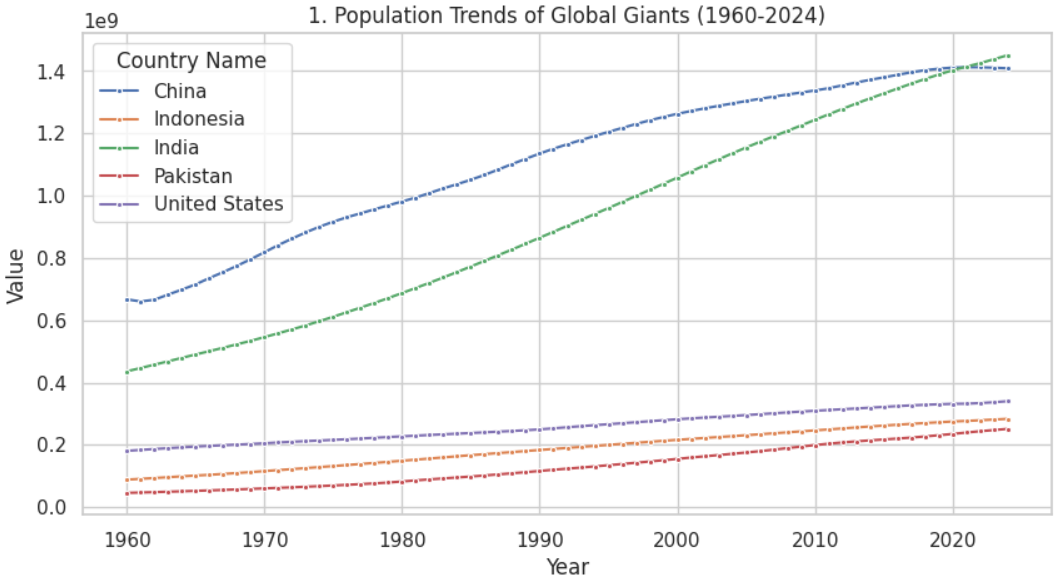 1. Population Trends of Global Giants (1960-2024)
1e9
Country Name
China
Indonesia
India
Pakistan
United States
1.4
1.2
1.0
0.8
0.6
0.4
0.2
0.0
Value
1960 1970 1980 1990 2000 2010 2020
Year